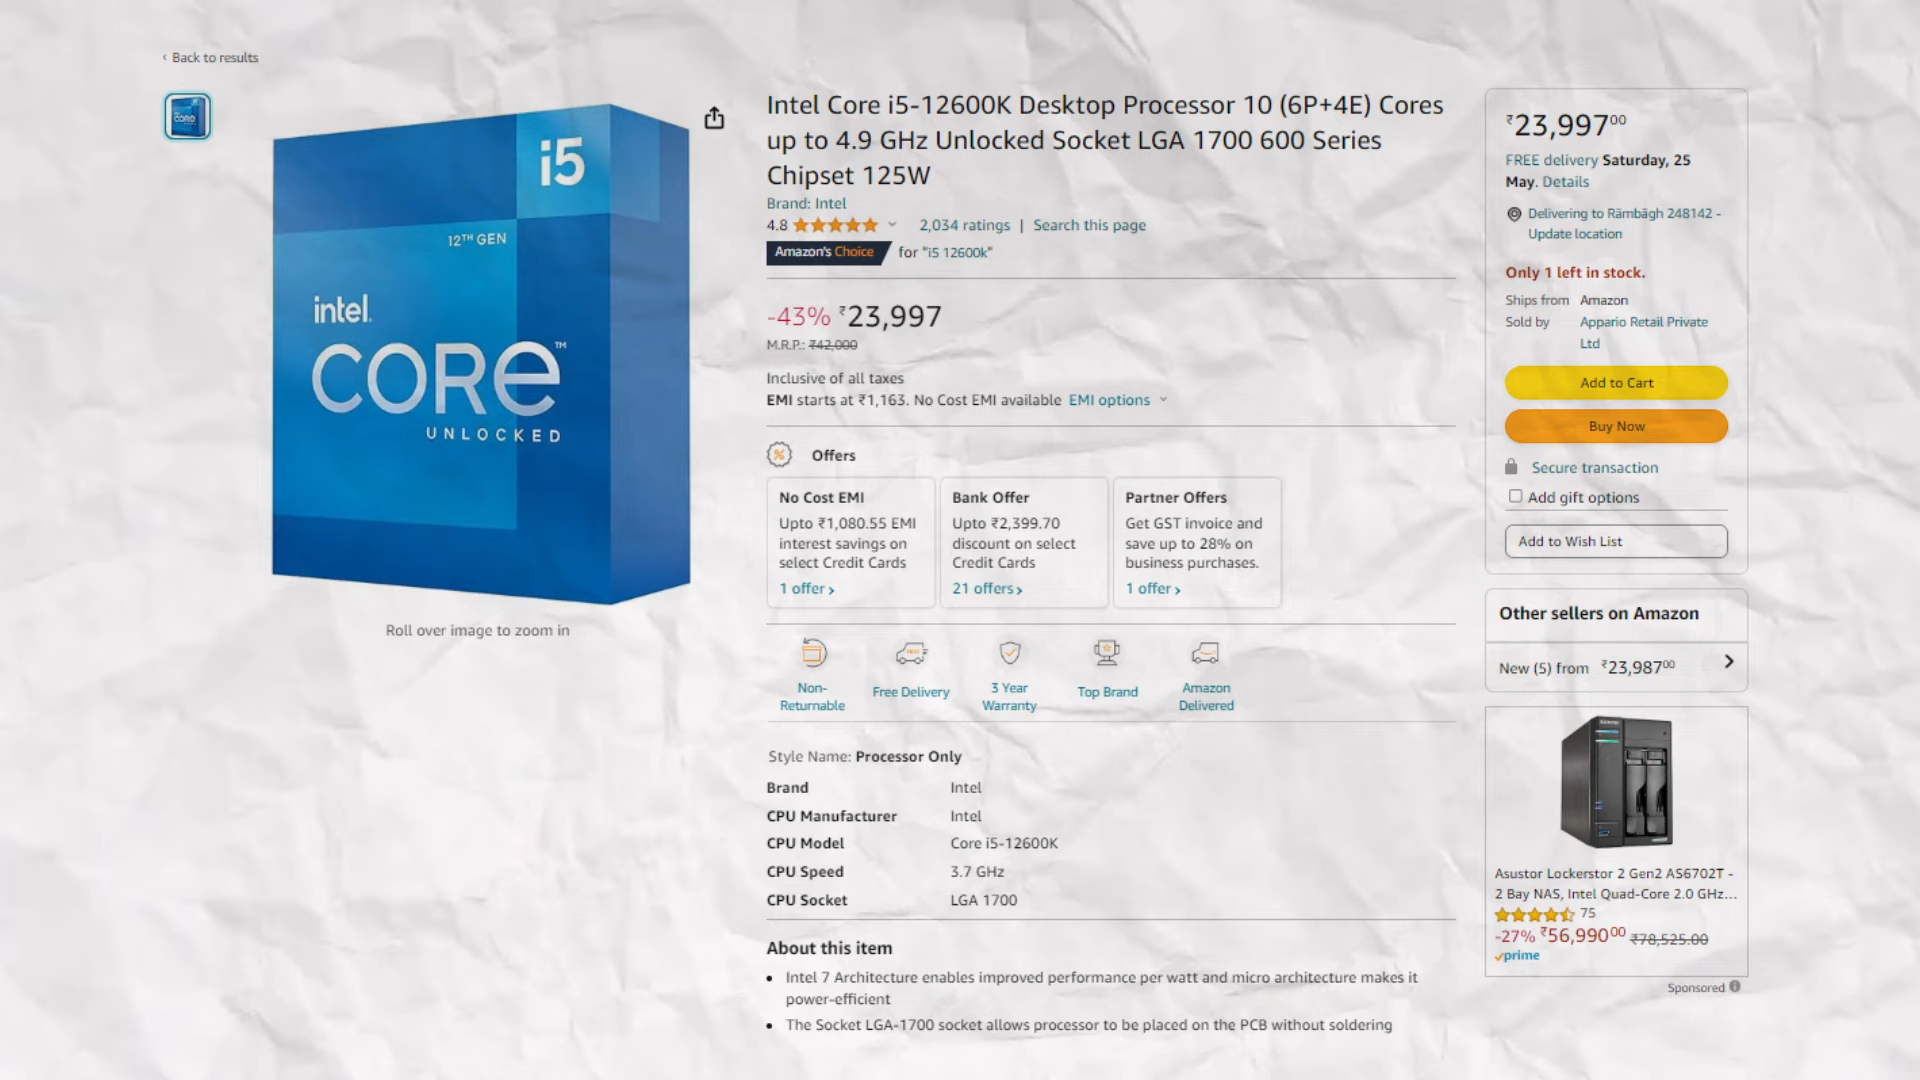 ‹ Back to results
i5
12TH GEN
intel.
CORe™
UNLOCKED
Roll over image to zoom in
Intel Core i5-12600K Desktop Processor 10 (6P+4E) Cores
up to 4.9 GHz Unlocked Socket LGA 1700 600 Series
Chipset 125W
Brand: Intel
4.8 2,034 ratings | Search this page
Amazon's Choice for "i5 12600k"
-43% ₹23,997
M.R.P.: ₹42,000
Inclusive of all taxes
EMI starts at ₹1,163. No Cost EMI available EMI options
Offers
No Cost EMI
Upto ₹1,080.55 EMI
interest savings on
select Credit Cards
1 offer ›
Bank Offer
Upto ₹2,399.70
discount on select
Credit Cards
21 offers ›
Partner Offers
Get GST invoice and
save up to 28% on
business purchases.
1 offer ›
Non-
Returnable
Free Delivery
3 Year
Warranty
Top Brand
Amazon
Delivered
Style Name: Processor Only
Brand Intel
CPU Manufacturer Intel
CPU Model Core i5-12600K
CPU Speed 3.7 GHz
CPU Socket LGA 1700
About this item
• Intel 7 Architecture enables improved performance per watt and micro architecture makes it
power-efficient
• The Socket LGA-1700 socket allows processor to be placed on the PCB without soldering
₹23,99700
FREE delivery Saturday, 25
May. Details
Delivering to Rāmbāgh 248142 -
Update location
Only 1 left in stock.
Ships from Amazon
Sold by Appario Retail Private
Ltd
Add to Cart
Buy Now
Secure transaction
Add gift options
Add to Wish List
Other sellers on Amazon
New (5) from ₹23,98700
Asustor Lockerstor 2 Gen2 AS6702T -
2 Bay NAS, Intel Quad-Core 2.0 GHz...
75
-27% ₹56,99000 ₹78,525.00
prime
Sponsored